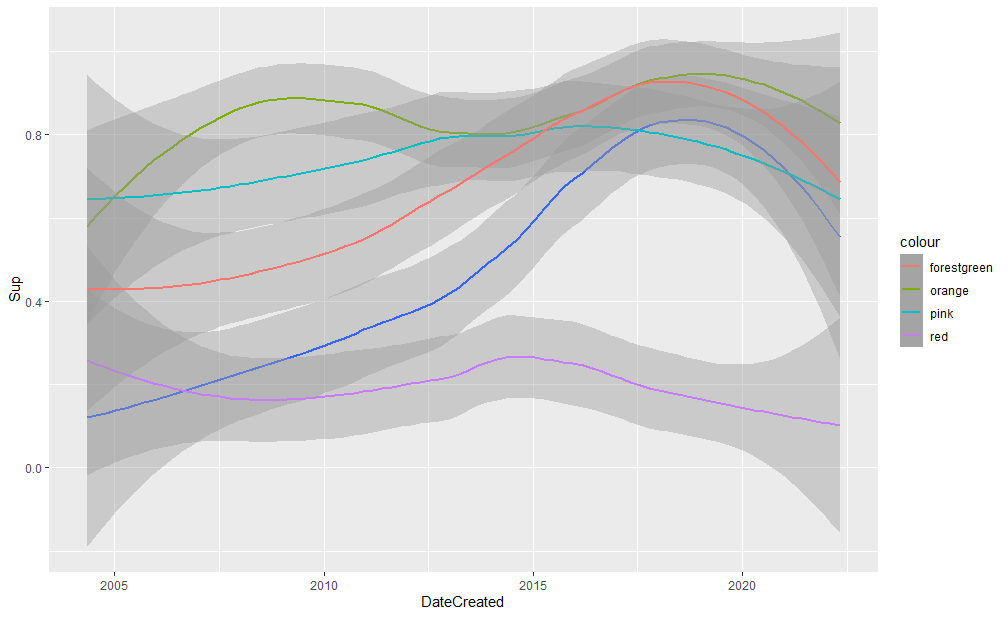 Sup
0.8
0.4
0.0
2005 2010 2015 2020
DateCreated
colour
forestgreen
orange
pink
red